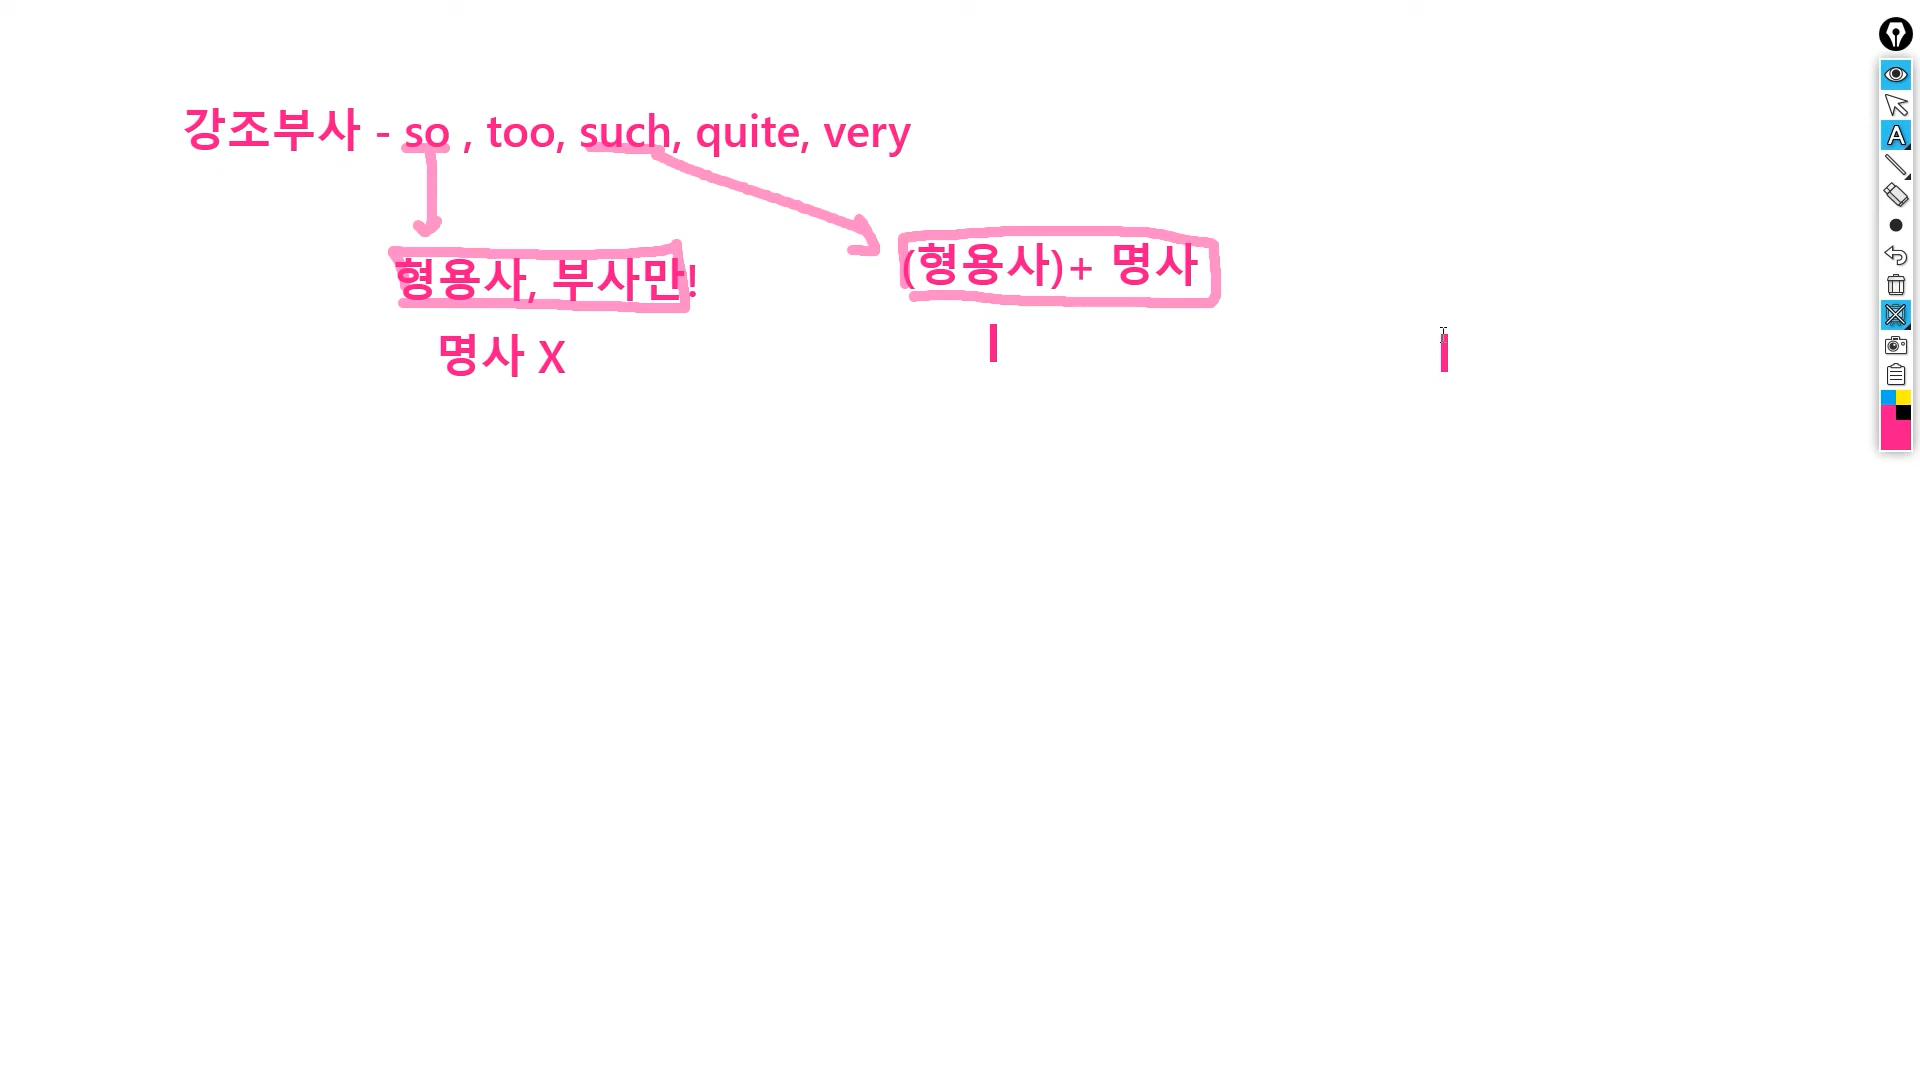 강조부사 - so , too, such, quite, very
형용사, 부사만!
(형용사)+ 명사
명사 X